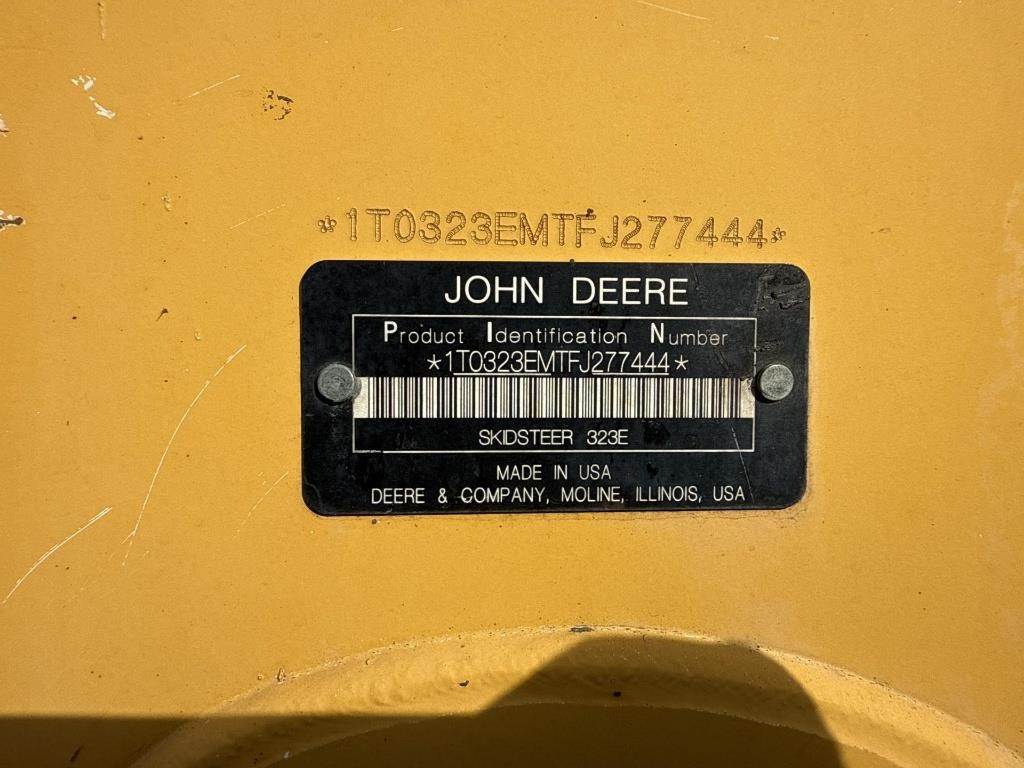 *1T0323EMTFJ277444*
JOHN DEERE
Product Identification Number
*1T0323EMTFJ277444*
SKIDSTEER 323E
MADE IN USA
DEERE & COMPANY, MOLINE, ILLINOIS, USA